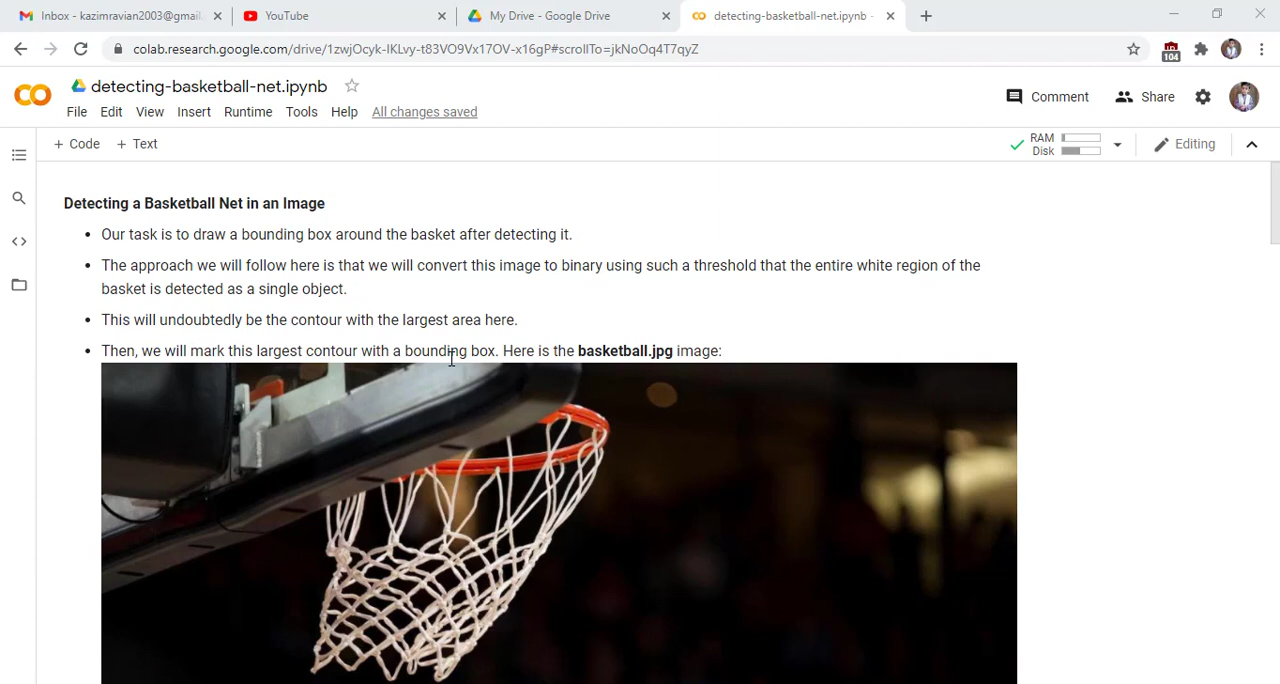 Inbox - kazimravian2003@gmail.
YouTube
My Drive - Google Drive
detecting-basketball-net.ipynb -
colab.research.google.com/drive/1zwjOcyk-IKLvy-t83VO9Vx17OV-x16gP#scrollTo=jkNoOq4T7qyZ
104
detecting-basketball-net.ipynb
Comment
Share
File Edit View Insert Runtime Tools Help All changes saved
+ Code + Text
RAM
Disk
Editing
Detecting a Basketball Net in an Image
• Our task is to draw a bounding box around the basket after detecting it.
• The approach we will follow here is that we will convert this image to binary using such a threshold that the entire white region of the
basket is detected as a single object.
• This will undoubtedly be the contour with the largest area here.
• Then, we will mark this largest contour with a bounding box. Here is the basketball.jpg image: